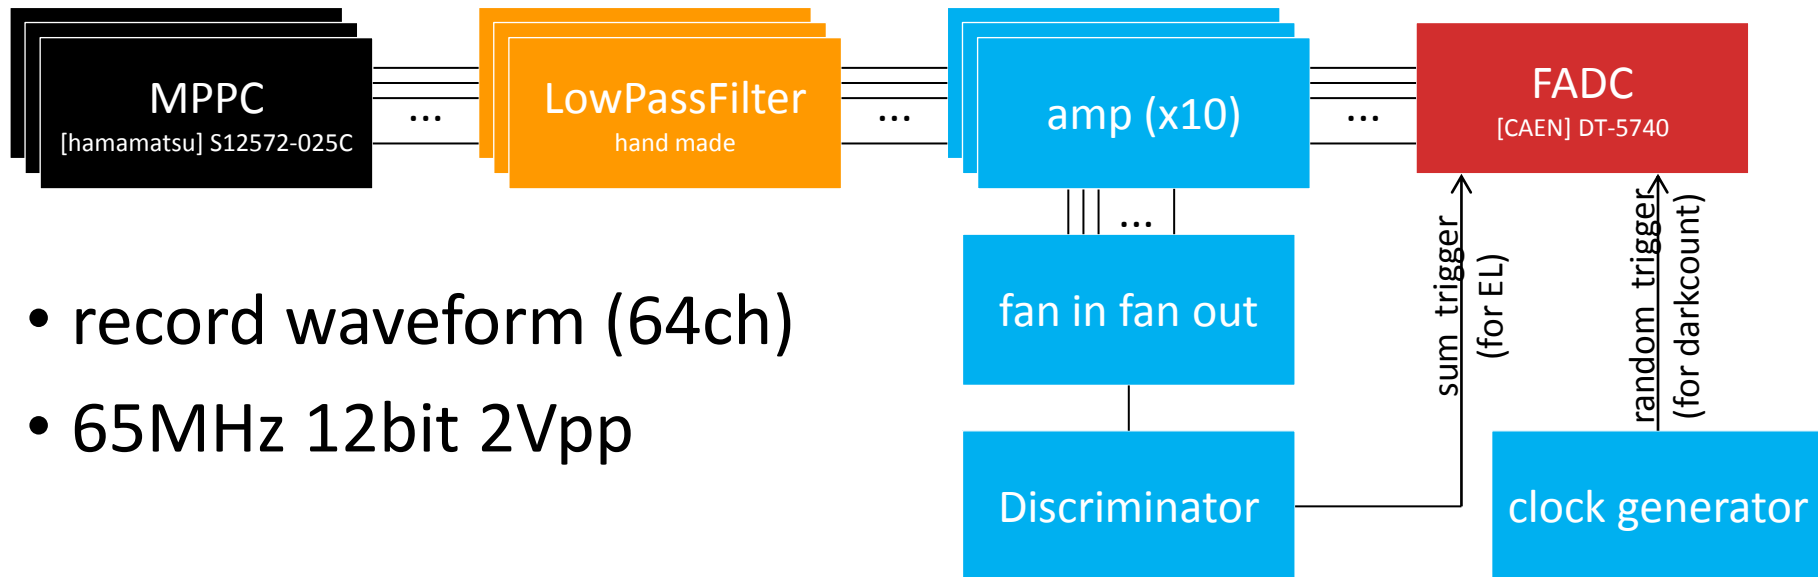 MPPC
[hamamatsu] S12572-025C
...
LowPassFilter
hand made
...
amp (x10)
...
FADC
[CAEN] DT-5740
...
fan in fan out
sum trigger
(for EL)
random trigger
(for darkcount)
• record waveform (64ch)
• 65MHz 12bit 2Vpp
Discriminator
clock generator